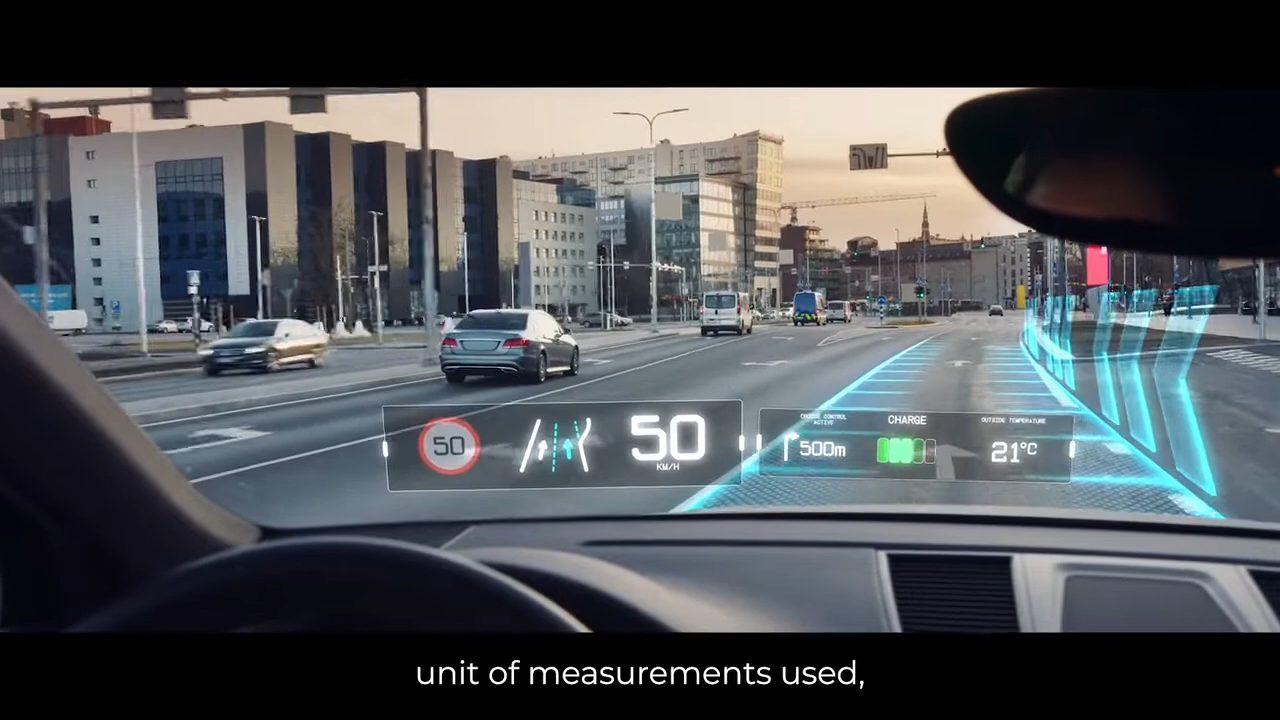 50
50
KM/H
CRUISE CONTROL
ACTIVE
500m
CHARGE
OUTSIDE TEMPERATURE
21°C
unit of measurements used,